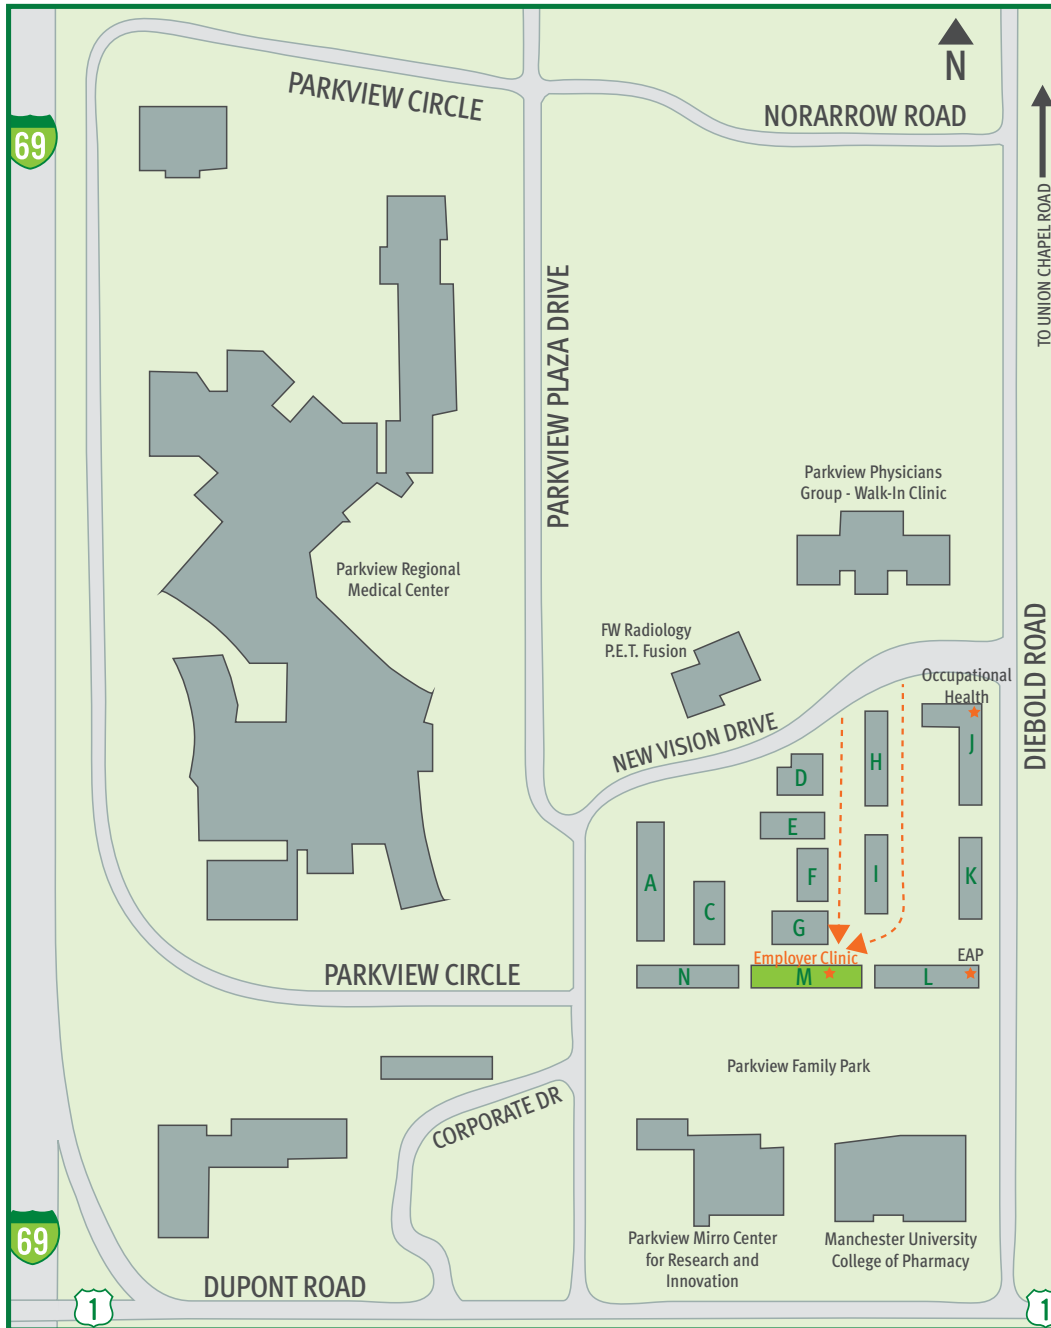 N
PARKVIEW CIRCLE
NORARROW ROAD
69
TO UNION CHAPEL ROAD
PARKVIEW PLAZA DRIVE
Parkview Physicians
Group - Walk-In Clinic
Parkview Regional
Medical Center
FW Radiology
P.E.T. Fusion
DIEBOLD ROAD
Occupational
Health
NEW VISION DRIVE
J
H
D
E
A
F
I
K
C
G
Employer Clinic
EAP
N
M
L
PARKVIEW CIRCLE
Parkview Family Park
CORPORATE DR
69
Parkview Mirro Center
for Research and
Innovation
Manchester University
College of Pharmacy
DUPONT ROAD
1
1